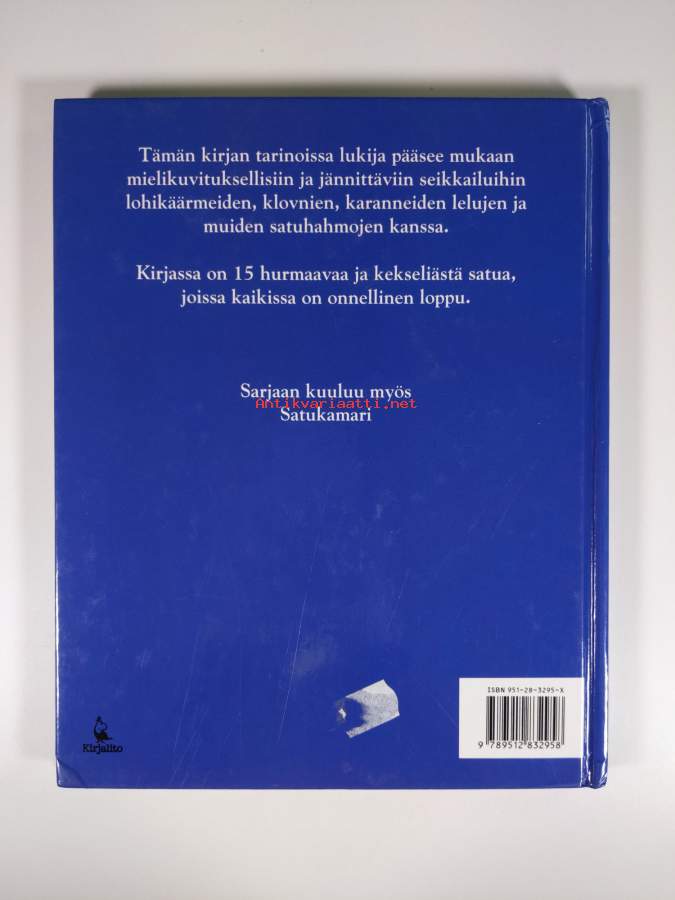 Tämän kirjan tarinoissa lukija pääsee mukaan
mielikuvituksellisiin ja jännittäviin seikkailuihin
lohikäärmeiden, klovnien, karanneiden lelujen ja
muiden satuhahmojen kanssa.
Kirjassa on 15 hurmaavaa ja kekseliästä satua,
joissa kaikissa on onnellinen loppu.
Sarjaan kuuluu myös
Antikvariaatti.net
Satukamari
ISBN 951-28-3295-X
9 789512 832958
Kirjalito